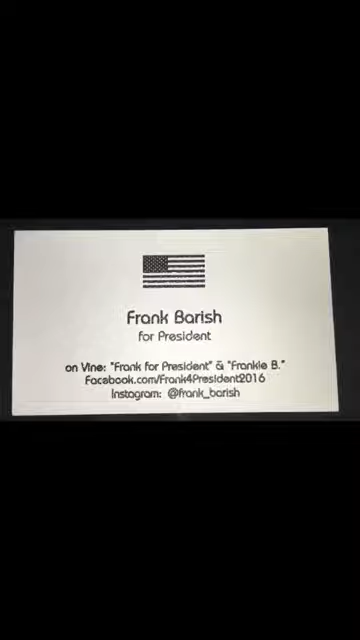 Frank Barish
for President
on Vine: "Frank for President" & "Frankie B."
Facebook.com/Frank4President2016
Instagram: @frank_barish